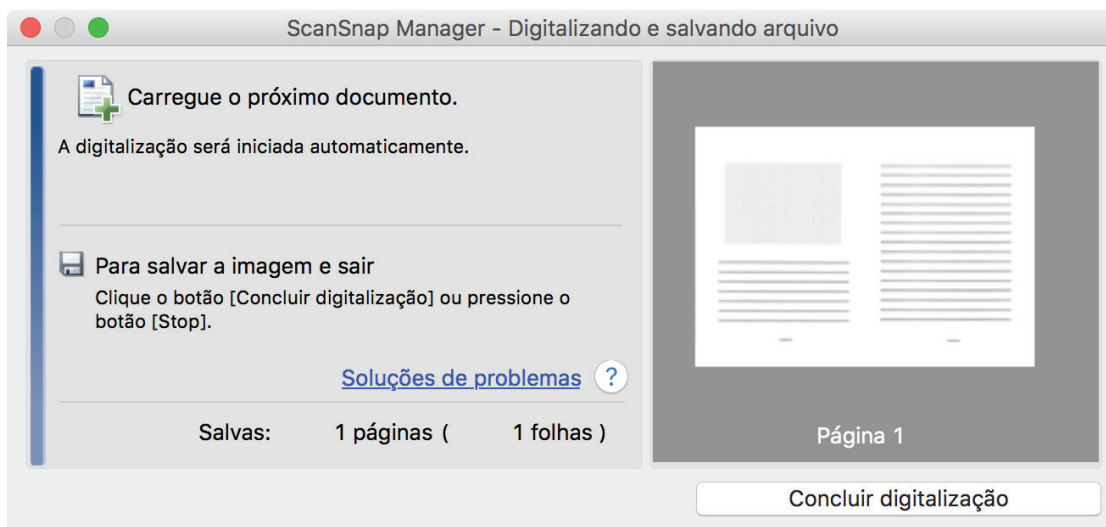 ScanSnap Manager - Digitalizando e salvando arquivo
Carregue o próximo documento.
A digitalização será iniciada automaticamente.
Para salvar a imagem e sair
Clique o botão [Concluir digitalização] ou pressione o
botão [Stop].
Soluções de problemas ?
Salvas: 1 páginas ( 1 folhas )
Página 1
Concluir digitalização